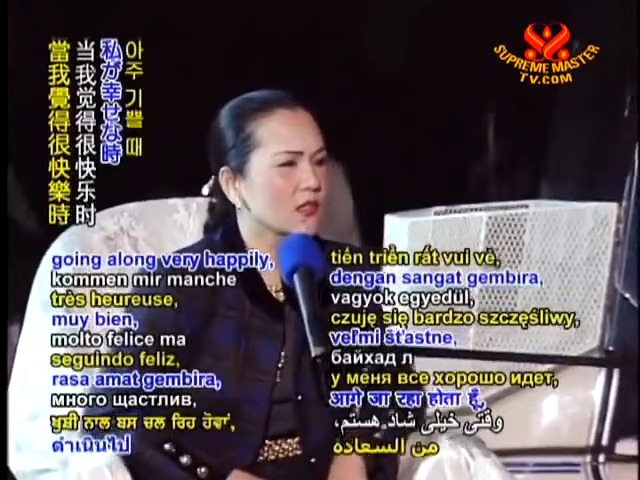 SUPREME MASTER
TV.COM
아주 기쁠 때
私が幸せな時
当我觉得很快乐时
當我覺得很快樂時
going along very happily,
kommen mir manche
très heureuse,
muy bien,
molto felice ma
seguindo feliz,
rasa amat gembira,
много щастлив,
ਖੁਸ਼ੀ ਨਾਲ ਬਸ ਚਲ ਰਿਹ ਹੋਵਾਂ,
ดำเนินไป
tiến triển rất vui vẻ,
dengan sangat gembira,
vagyok egyedül,
czuję się bardzo szczęśliwy,
veľmi šťastne,
байхад л
у меня все хорошо идет,
आगे जा रहा होता हूँ,
وقتی خیلی شاد هستم،
من السعادة